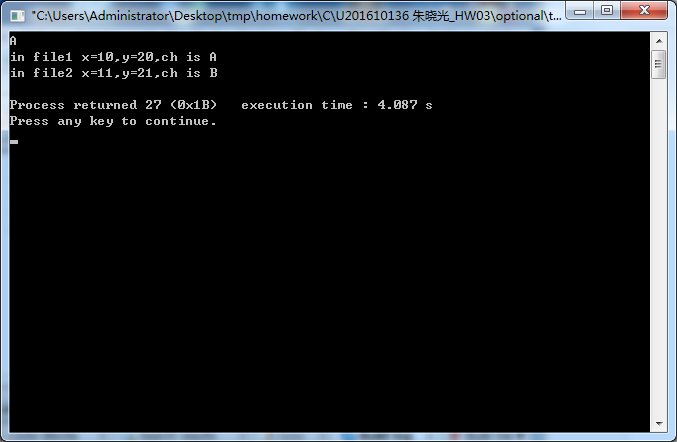 "C:\Users\Administrator\Desktop\tmp\homework\C\U201610136 朱晓光_HW03\optional\t...
A
in file1 x=10,y=20,ch is A
in file2 x=11,y=21,ch is B
Process returned 27 (0x1B)   execution time : 4.087 s
Press any key to continue.